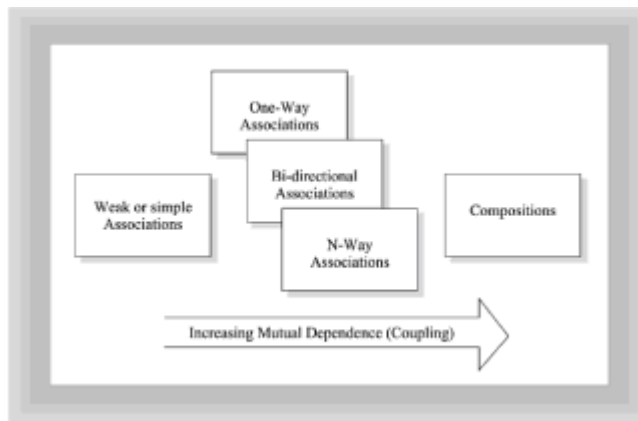 One-Way
Associations
Bi-directional
Associations
Weak or simple
Associations
Compositions
N-Way
Associations
Increasing Mutual Dependence (Coupling)